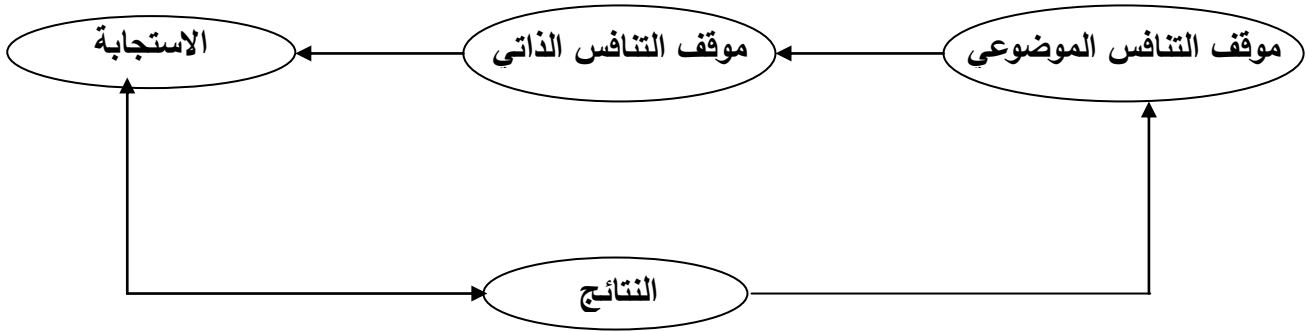 موقف التنافس الموضوعي
موقف التنافس الذاتي
الاستجابة
النتائج